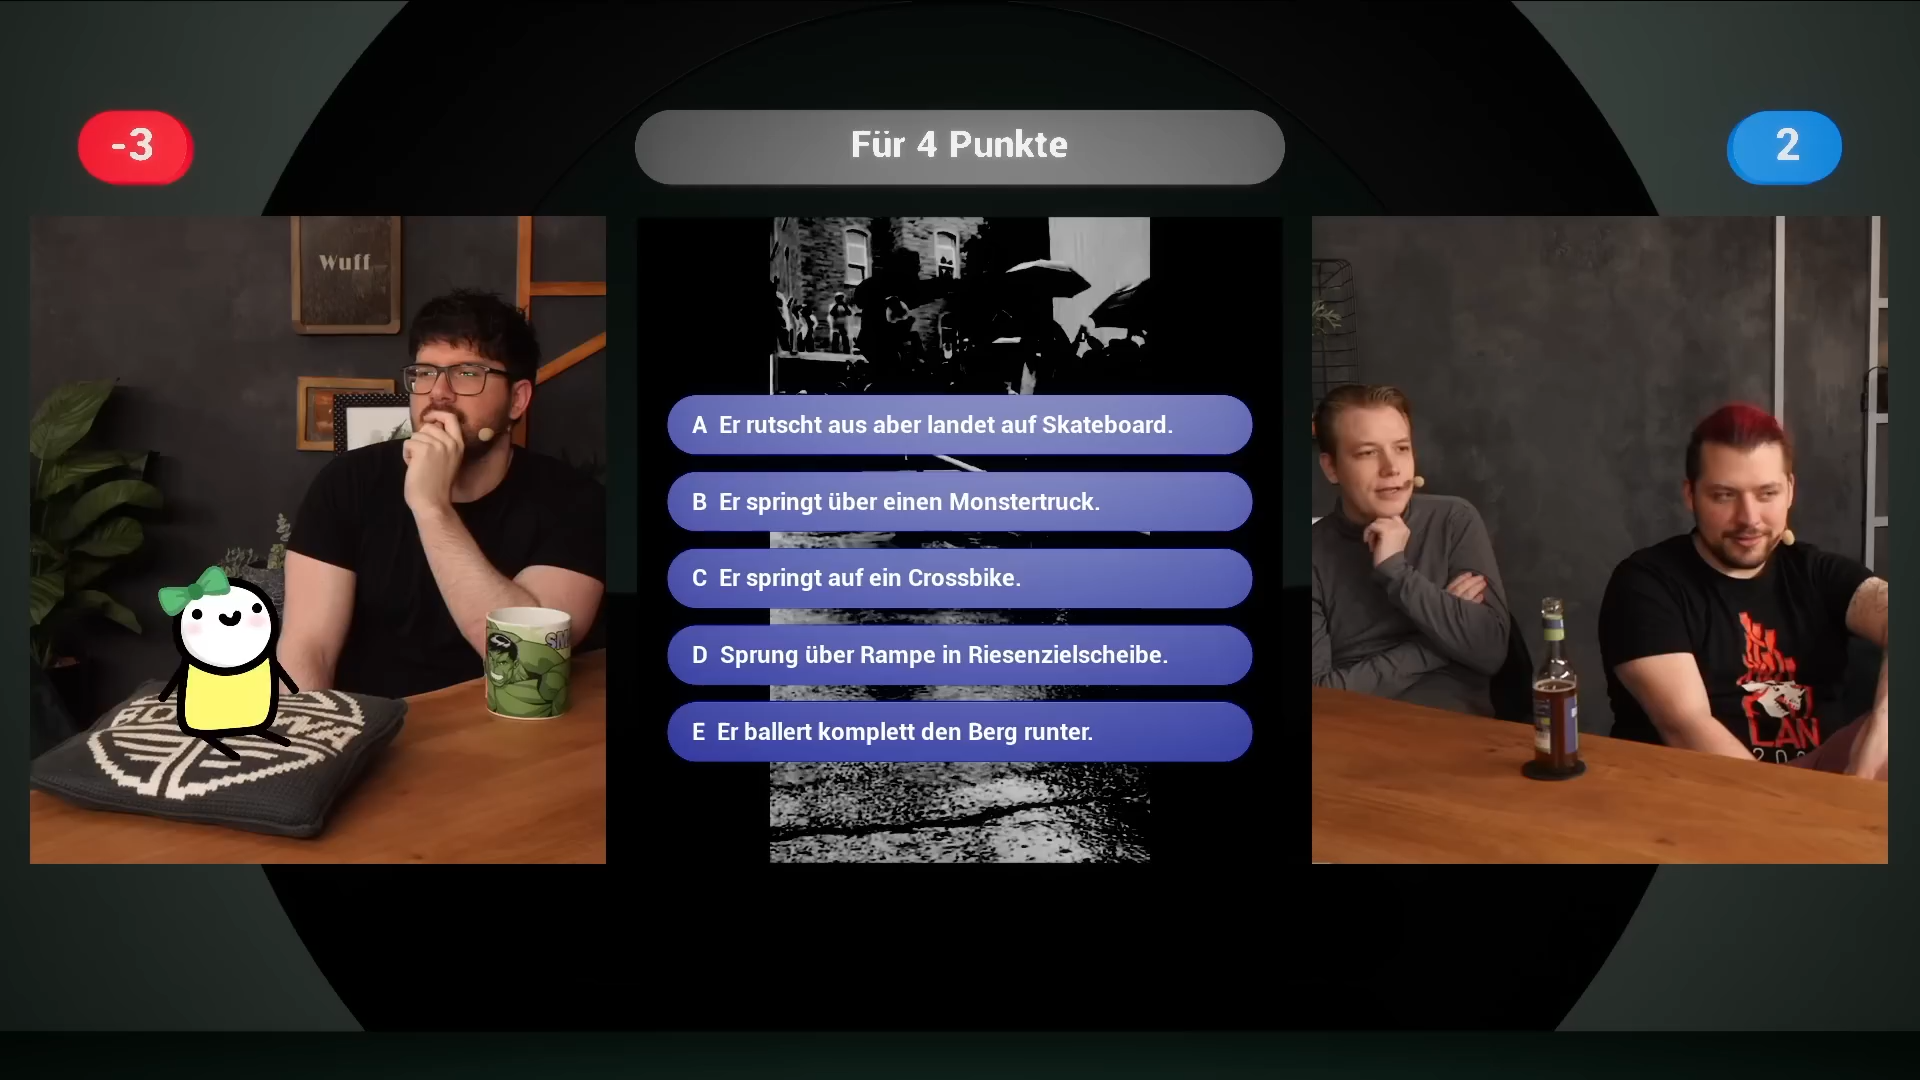 -3
Für 4 Punkte
2
Wuff
A Er rutscht aus aber landet auf Skateboard.
B Er springt über einen Monstertruck.
C Er springt auf ein Crossbike.
D Sprung über Rampe in Riesenzielscheibe.
E Er ballert komplett den Berg runter.
LAN